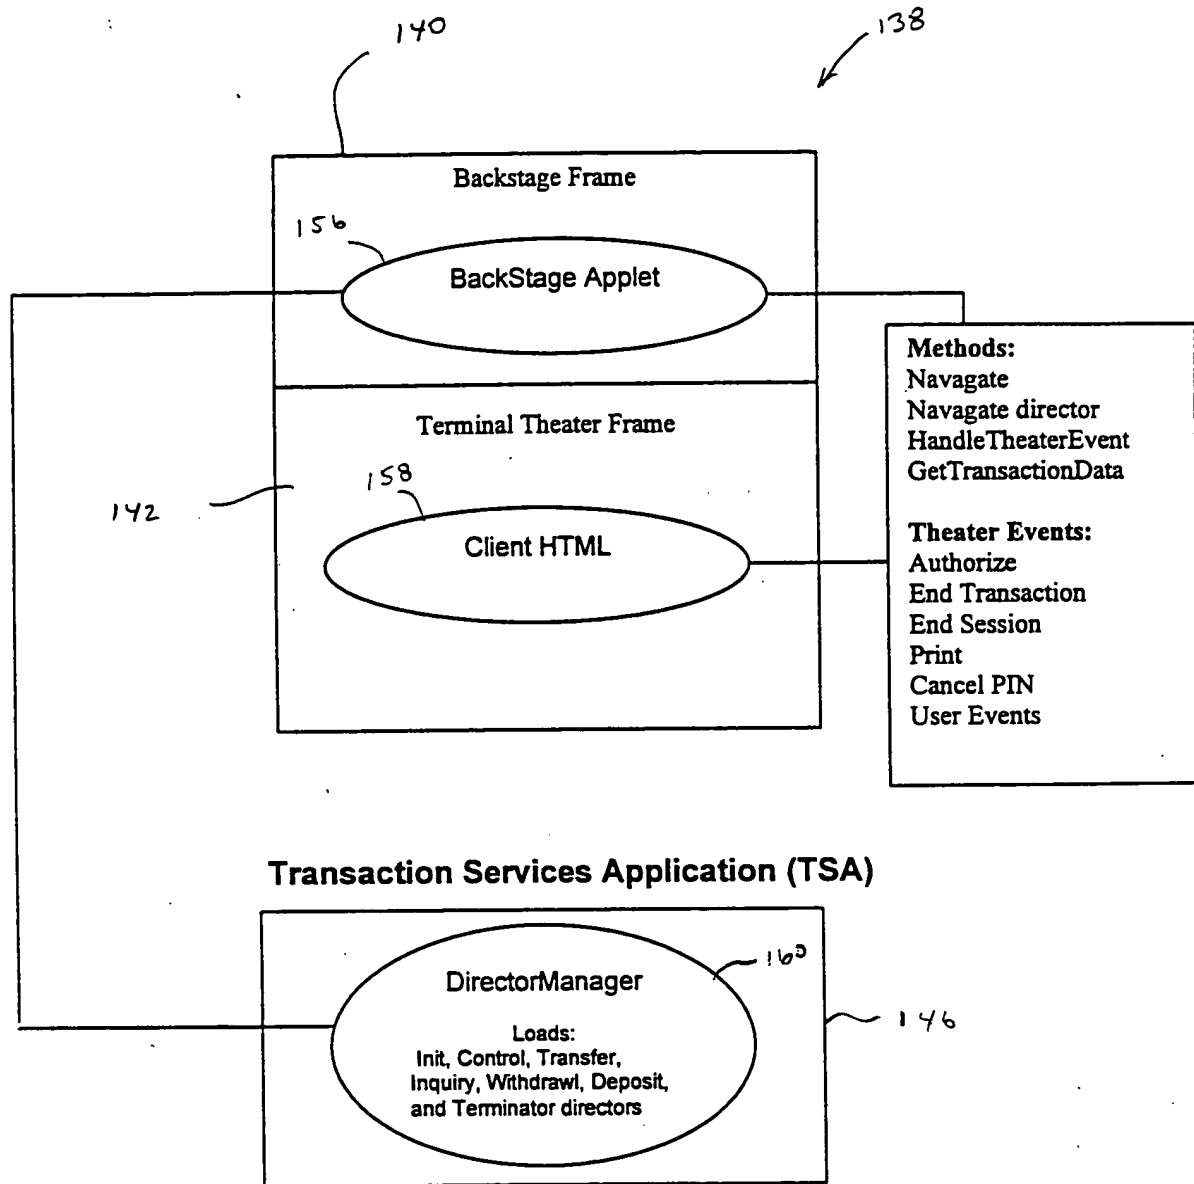 140
138
Backstage Frame
156
BackStage Applet
Methods:
Navagate
Navagate director
HandleTheaterEvent
GetTransactionData
Terminal Theater Frame
158
142
Client HTML
Theater Events:
Authorize
End Transaction
End Session
Print
Cancel PIN
User Events
Transaction Services Application (TSA)
160
DirectorManager
146
Loads:
Init, Control, Transfer,
Inquiry, Withdrawl, Deposit,
and Terminator directors